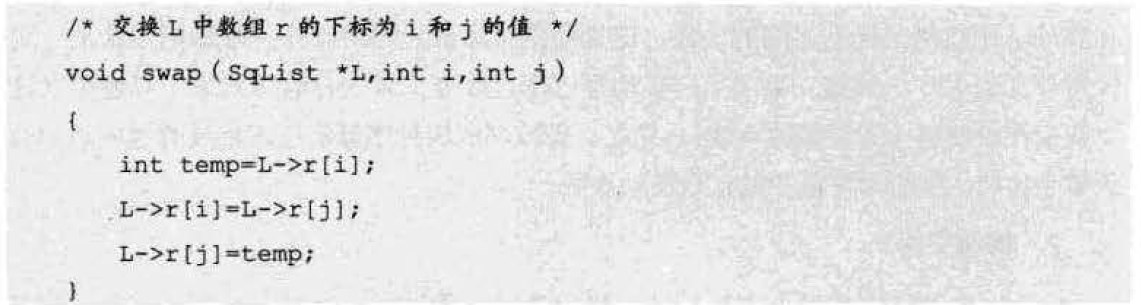 /* 交换 L 中数组 r 的下标为 i 和 j 的值 */
void swap(SqList *L,int i,int j)
{
int temp=L->r[i];
L->r[i]=L->r[j];
L->r[j]=temp;
}